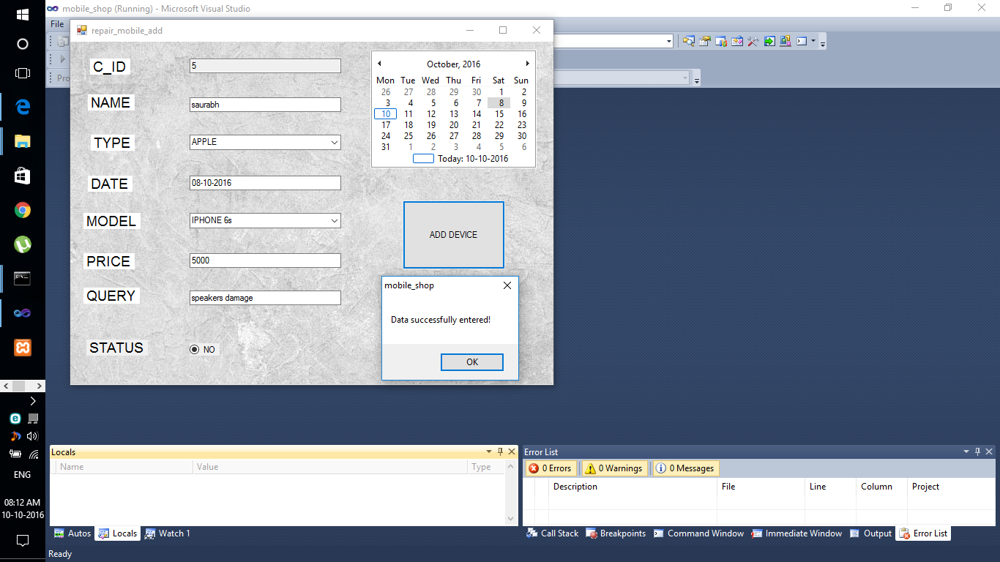 mobile_shop (Running) - Microsoft Visual Studio
File
repair_mobile_add
Pro
C_ID 5
NAME saurabh
TYPE APPLE
DATE 08-10-2016
MODEL IPHONE 6s
PRICE 5000
QUERY speakers damage
STATUS NO
October, 2016
Mon Tue Wed Thu Fri Sat Sun
26 27 28 29 30 1 2
3 4 5 6 7 8 9
10 11 12 13 14 15 16
17 18 19 20 21 22 23
24 25 26 27 28 29 30
31 1 2 3 4 5 6
Today: 10-10-2016
ADD DEVICE
mobile_shop
Data successfully entered!
OK
Locals
Name Value Type
Autos Locals Watch 1
Error List
0 Errors 0 Warnings 0 Messages
Description File Line Column Project
Call Stack Breakpoints Command Window Immediate Window Output Error List
Ready
ENG
08:12 AM
10-10-2016